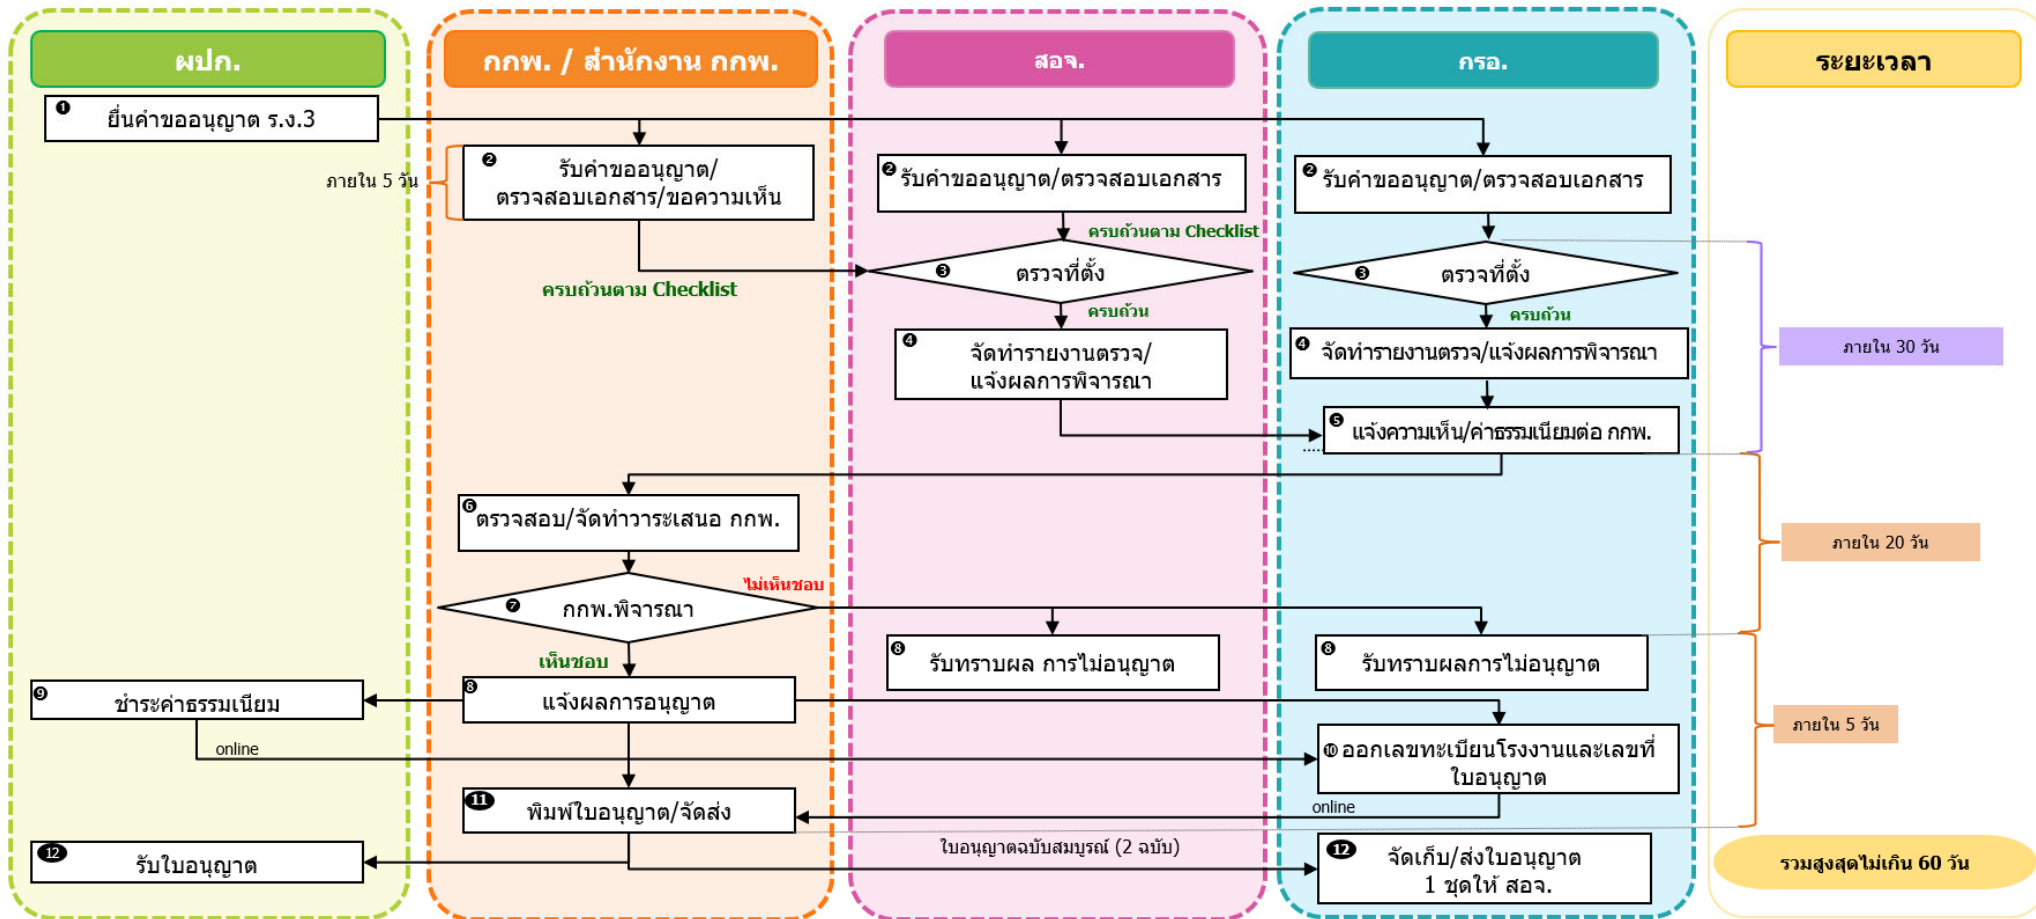 ผปก.
กกพ. / สำนักงาน กกพ.
สอจ.
กรอ.
ระยะเวลา
❶ ยื่นคำขออนุญาต ร.ง.3
ภายใน 5 วัน
❷ รับคำขออนุญาต/
ตรวจสอบเอกสาร/ขอความเห็น
❷ รับคำขออนุญาต/ตรวจสอบเอกสาร
❷ รับคำขออนุญาต/ตรวจสอบเอกสาร
ครบถ้วนตาม Checklist
ครบถ้วนตาม Checklist
❸ ตรวจที่ตั้ง
❸ ตรวจที่ตั้ง
ครบถ้วน
ครบถ้วน
❹ จัดทำรายงานตรวจ/
แจ้งผลการพิจารณา
❹ จัดทำรายงานตรวจ/แจ้งผลการพิจารณา
ภายใน 30 วัน
❺ แจ้งความเห็น/ค่าธรรมเนียมต่อ กกพ.
❻ ตรวจสอบ/จัดทำวาระเสนอ กกพ.
ภายใน 20 วัน
❼ กกพ.พิจารณา
ไม่เห็นชอบ
เห็นชอบ
❽ รับทราบผล การไม่อนุญาต
❽ รับทราบผลการไม่อนุญาต
❾ ชำระค่าธรรมเนียม
❽ แจ้งผลการอนุญาต
ภายใน 5 วัน
online
❿ ออกเลขทะเบียนโรงงานและเลขที่
ใบอนุญาต
11 พิมพ์ใบอนุญาต/จัดส่ง
online
ใบอนุญาตฉบับสมบูรณ์ (2 ฉบับ)
12 รับใบอนุญาต
12 จัดเก็บ/ส่งใบอนุญาต
1 ชุดให้ สอจ.
รวมสูงสุดไม่เกิน 60 วัน